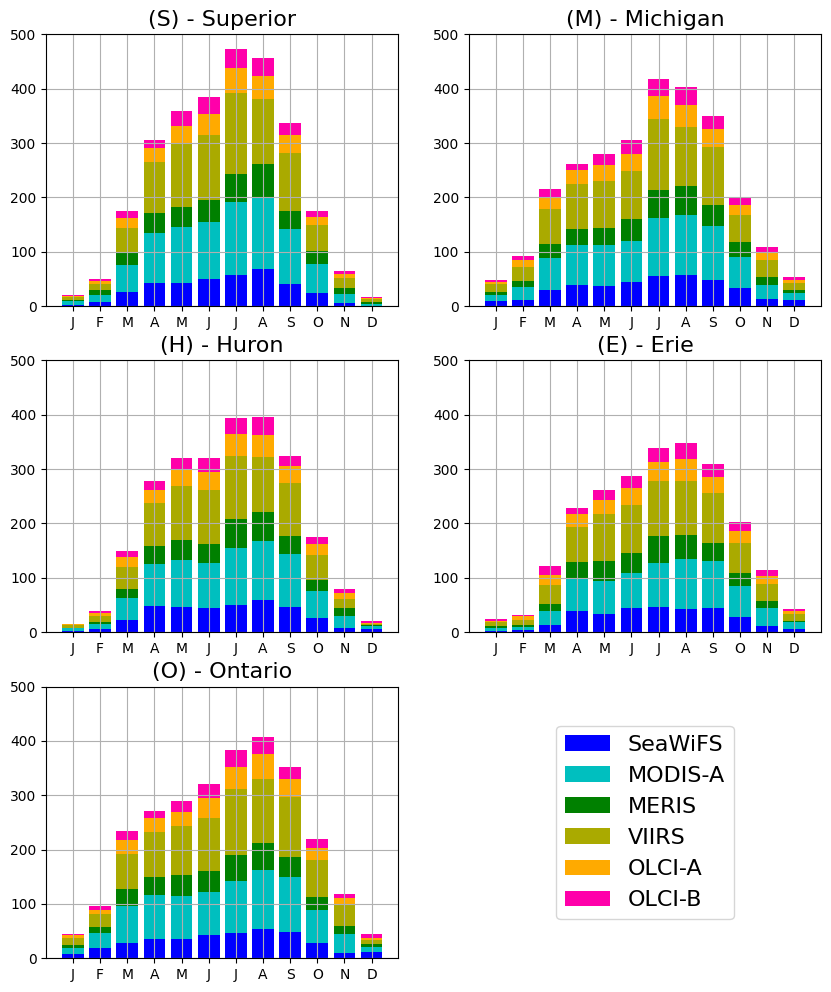 (S) - Superior
(M) - Michigan
500
400
300
200
100
0
J F M A M J J A S O N D
500
400
300
200
100
0
J F M A M J J A S O N D
(H) - Huron
(E) - Erie
500
400
300
200
100
0
J F M A M J J A S O N D
500
400
300
200
100
0
J F M A M J J A S O N D
(O) - Ontario
500
400
300
200
100
0
J F M A M J J A S O N D
SeaWiFS
MODIS-A
MERIS
VIIRS
OLCI-A
OLCI-B